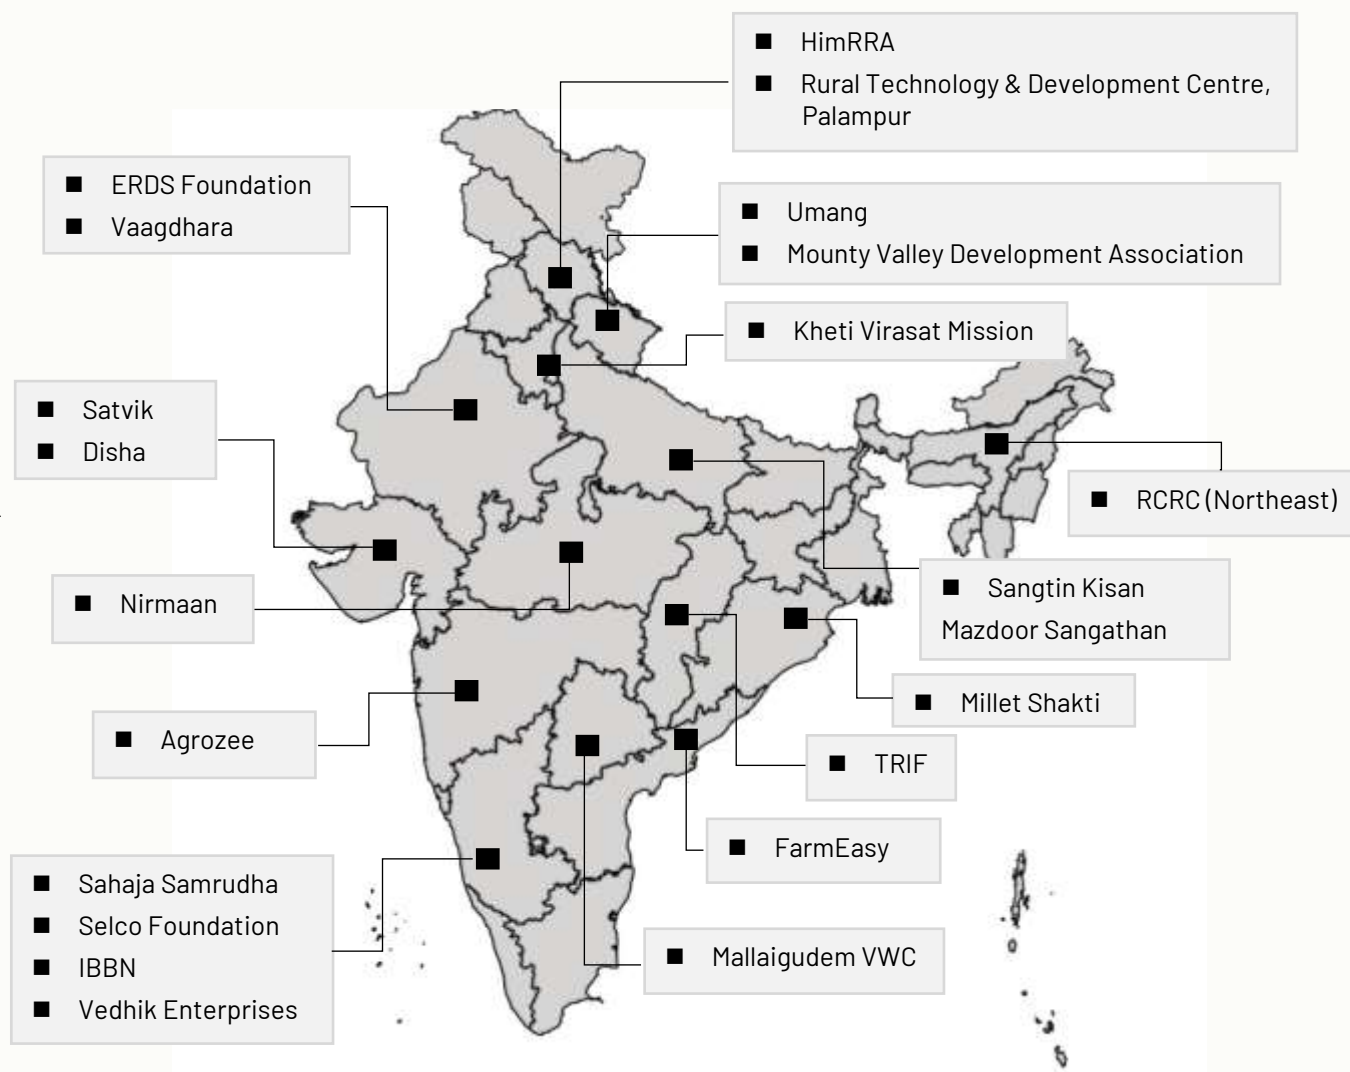 ■ HimRRA
■ Rural Technology & Development Centre,
Palampur
■ ERDS Foundation
■ Vaagdhara
■ Umang
■ Mounty Valley Development Association
■ Kheti Virasat Mission
■ Satvik
■ Disha
■ RCRC (Northeast)
■ Nirmaan
■ Sangtin Kisan
Mazdoor Sangathan
■ Millet Shakti
■ Agrozee
■ TRIF
■ FarmEasy
■ Sahaja Samrudha
■ Selco Foundation
■ IBBN
■ Vedhik Enterprises
■ Mallaigudem VWC